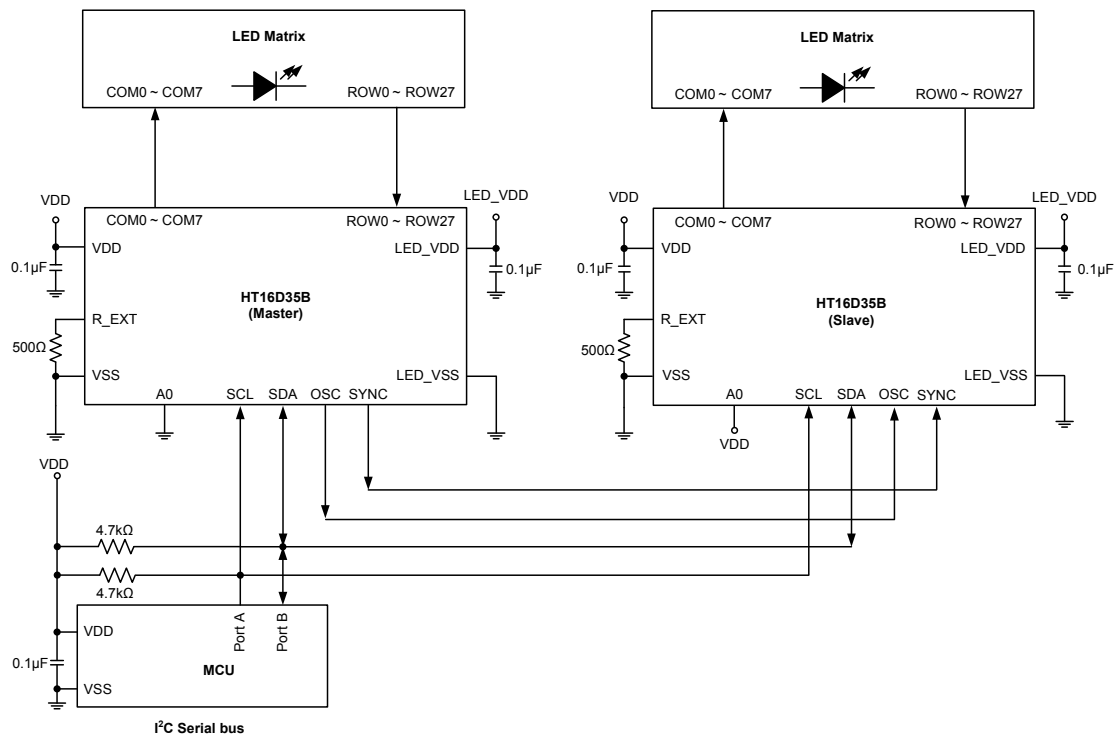 LED Matrix
COM0 ~ COM7
ROW0 ~ ROW27
LED Matrix
COM0 ~ COM7
ROW0 ~ ROW27
VDD
LED_VDD
COM0 ~ COM7
ROW0 ~ ROW27
VDD
LED_VDD
0.1µF
0.1µF
HT16D35B
(Master)
R_EXT
500Ω
VSS
LED_VSS
A0
SCL
SDA
OSC
SYNC
VDD
LED_VDD
COM0 ~ COM7
ROW0 ~ ROW27
VDD
LED_VDD
0.1µF
0.1µF
HT16D35B
(Slave)
R_EXT
500Ω
VSS
LED_VSS
A0
SCL
SDA
OSC
SYNC
VDD
VDD
4.7kΩ
4.7kΩ
Port A
Port B
VDD
0.1µF
MCU
VSS
I²C Serial bus